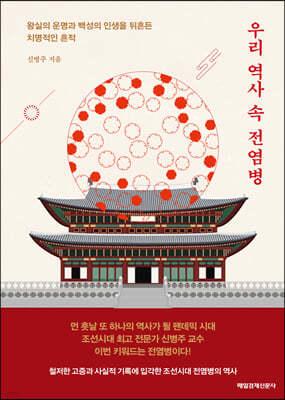 왕실의 운명과 백성의 인생을 뒤흔든
치명적인 흔적
신병주 지음
우리 역사 속 전염병
먼 훗날 또 하나의 역사가 될 팬데믹 시대
조선시대 최고 전문가 신병주 교수
이번 키워드는 전염병이다!
철저한 고증과 사실적 기록에 입각한 조선시대 전염병의 역사
매일경제신문사